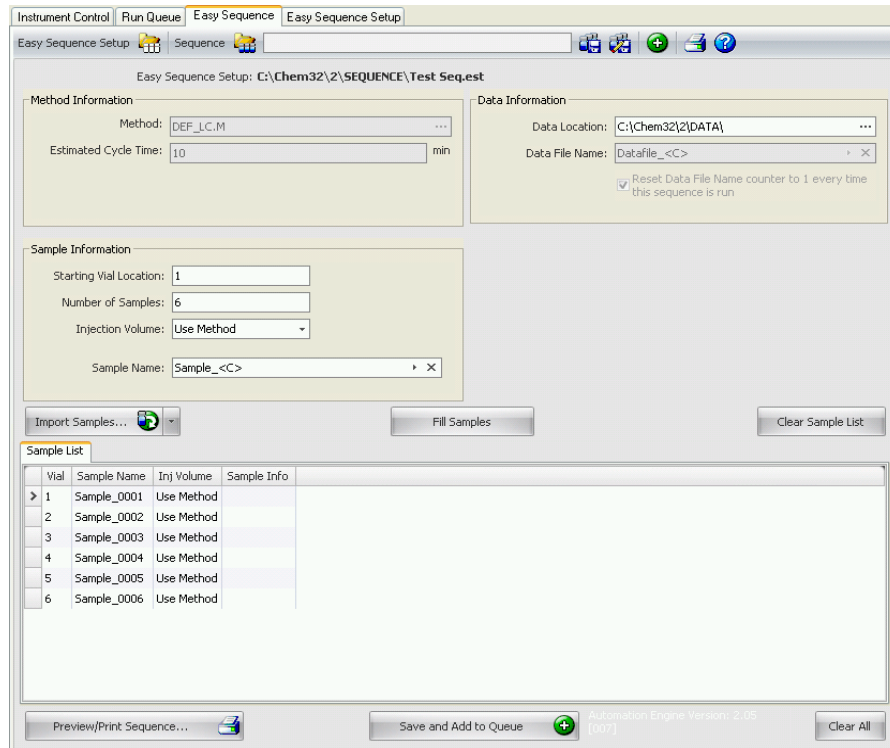 Instrument Control Run Queue Easy Sequence Easy Sequence Setup
Easy Sequence Setup Sequence
Easy Sequence Setup: C:\Chem32\2\SEQUENCE\Test Seq.est
Method Information
Method: DEF_LC.M ...
Estimated Cycle Time: 10 min
Data Information
Data Location: C:\Chem32\2\DATA\ ...
Data File Name: Datafile_<C>
Reset Data File Name counter to 1 every time
this sequence is run
Sample Information
Starting Vial Location: 1
Number of Samples: 6
Injection Volume: Use Method
Sample Name: Sample_<C>
Import Samples... Fill Samples Clear Sample List
Sample List
Vial Sample Name Inj Volume Sample Info
1 Sample_0001 Use Method
2 Sample_0002 Use Method
3 Sample_0003 Use Method
4 Sample_0004 Use Method
5 Sample_0005 Use Method
6 Sample_0006 Use Method
Preview/Print Sequence... Save and Add to Queue Automation Engine Version: 2.05 Clear All
[007]